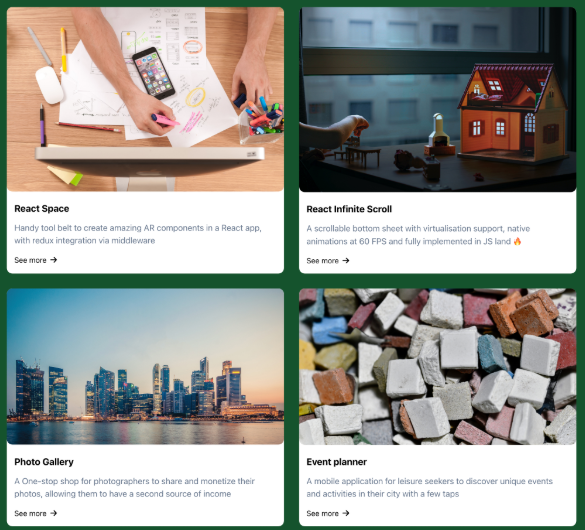 React Space
Handy tool belt to create amazing AR components in a React app,
with redux integration via middleware
See more →
React Infinite Scroll
A scrollable bottom sheet with virtualisation support, native
animations at 60 FPS and fully implemented in JS land 🔥
See more →
Photo Gallery
A One-stop shop for photographers to share and monetize their
photos, allowing them to have a second source of income
See more →
Event planner
A mobile application for leisure seekers to discover unique events
and activities in their city with a few taps
See more →